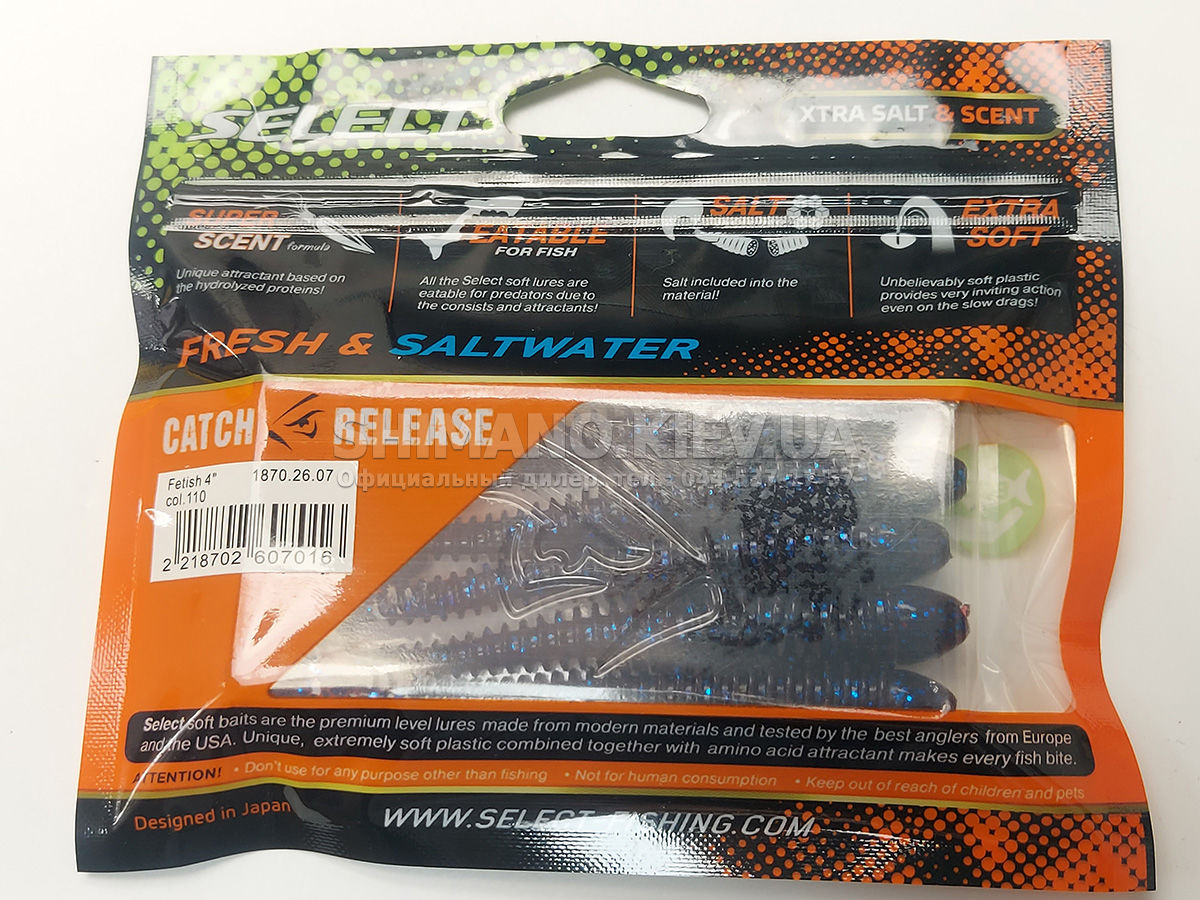 SELECT
XTRA SALT & SCENT
SUPER
SCENT formula
Unique attractant based on
the hydrolyzed proteins!
EATABLE
FOR FISH
All the Select soft lures are
eatable for predators due to
the consists and attractants!
SALT
Salt included into the
material!
EXTRA
SOFT
Unbelievably soft plastic
provides very inviting action
even on the slow drags!
FRESH & SALTWATER
CATCH RELEASE
SHIMANO.KIEV.UA
Официальный дилер
Fetish 4" 1870.26.07
col.110
2 218702 607016
Select soft baits are the premium level lures made from modern materials and tested by the best anglers from Europe
and the USA. Unique, extremely soft plastic combined together with amino acid attractant makes every fish bite.
ATTENTION! • Don't use for any purpose other than fishing • Not for human consumption • Keep out of reach of children and pets
Designed in Japan
WWW.SELECT-FISHING.COM